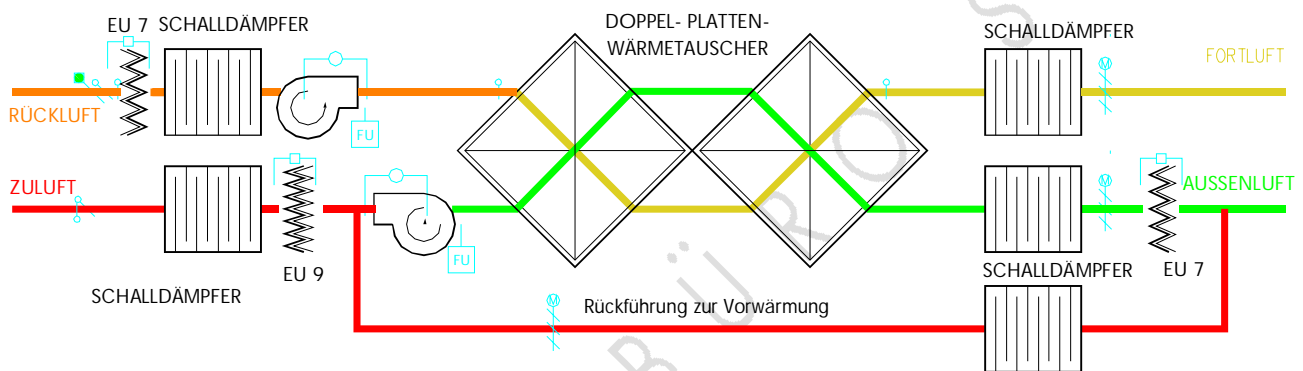 EU 7 SCHALLDÄMPFER
DOPPEL- PLATTEN-
WÄRMETAUSCHER
SCHALLDÄMPFER
M
FORTLUFT
RÜCKLUFT
FU
ZULUFT
M
AUSSENLUFT
FU
EU 9
SCHALLDÄMPFER
EU 7
SCHALLDÄMPFER
M
Rückführung zur Vorwärmung
B Ü R O S